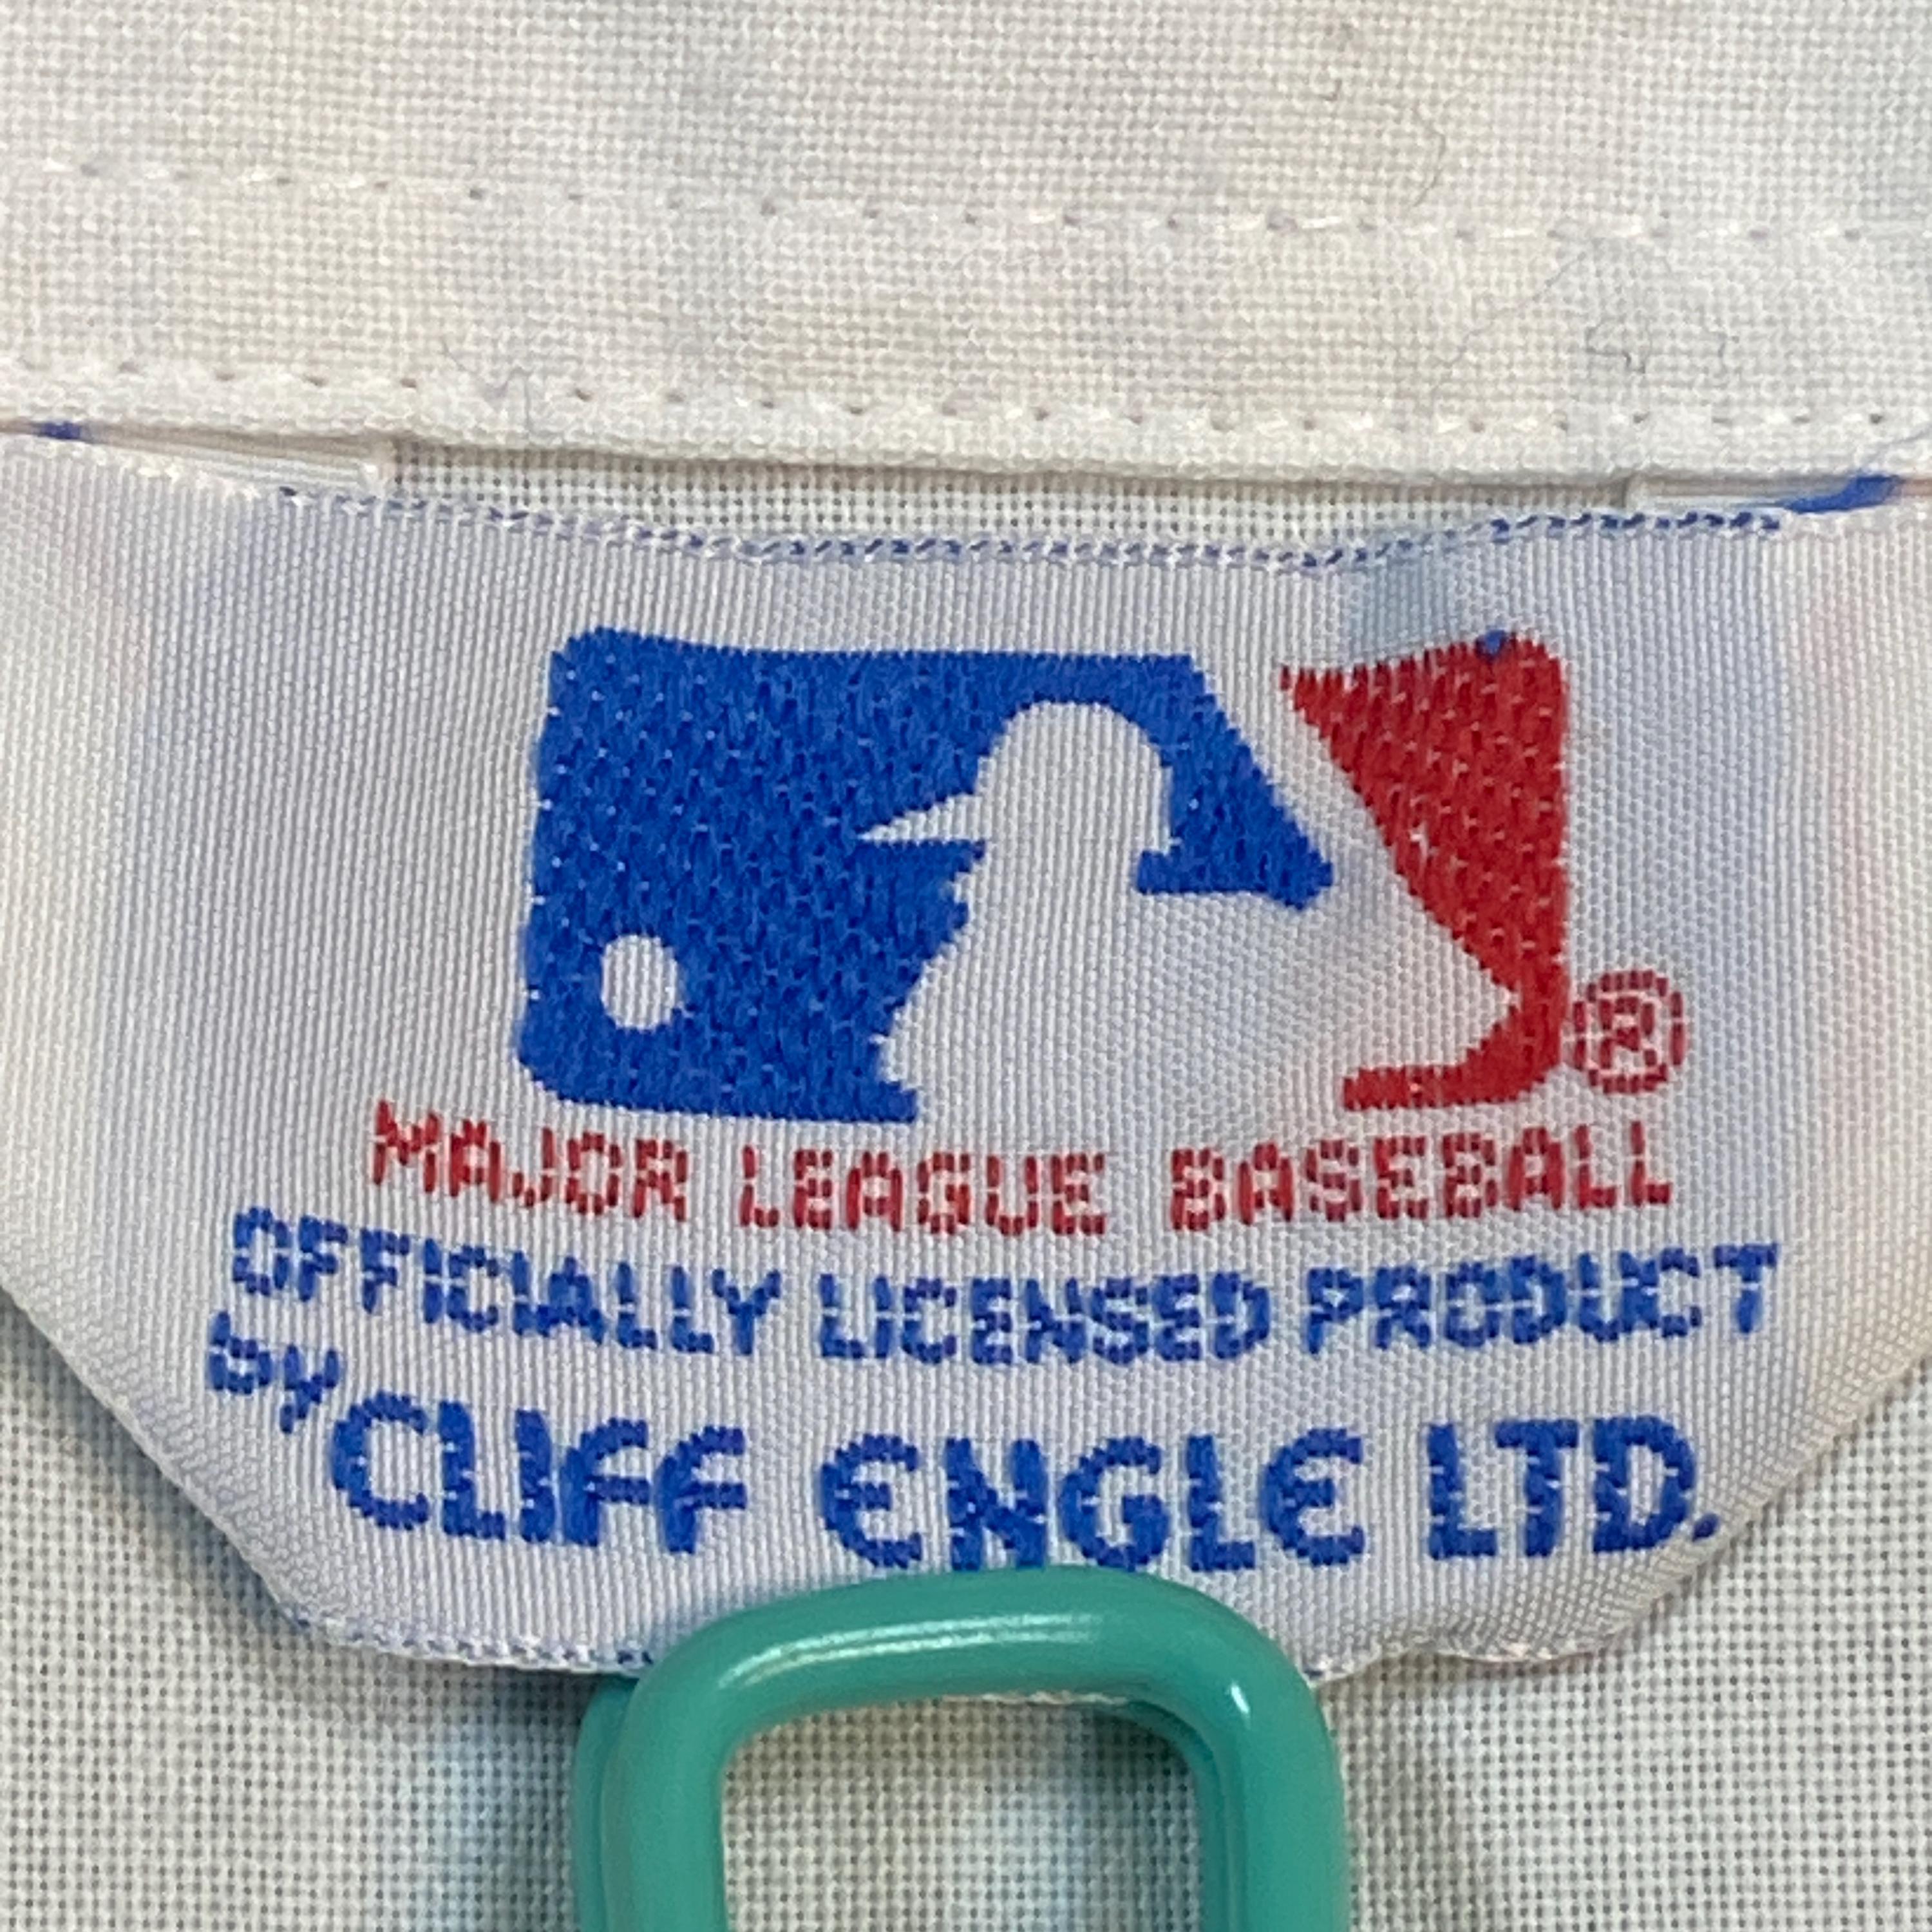 ®
MAJOR LEAGUE BASEBALL
OFFICIALLY LICENSED PRODUCT
BY CLIFF ENGLE LTD.